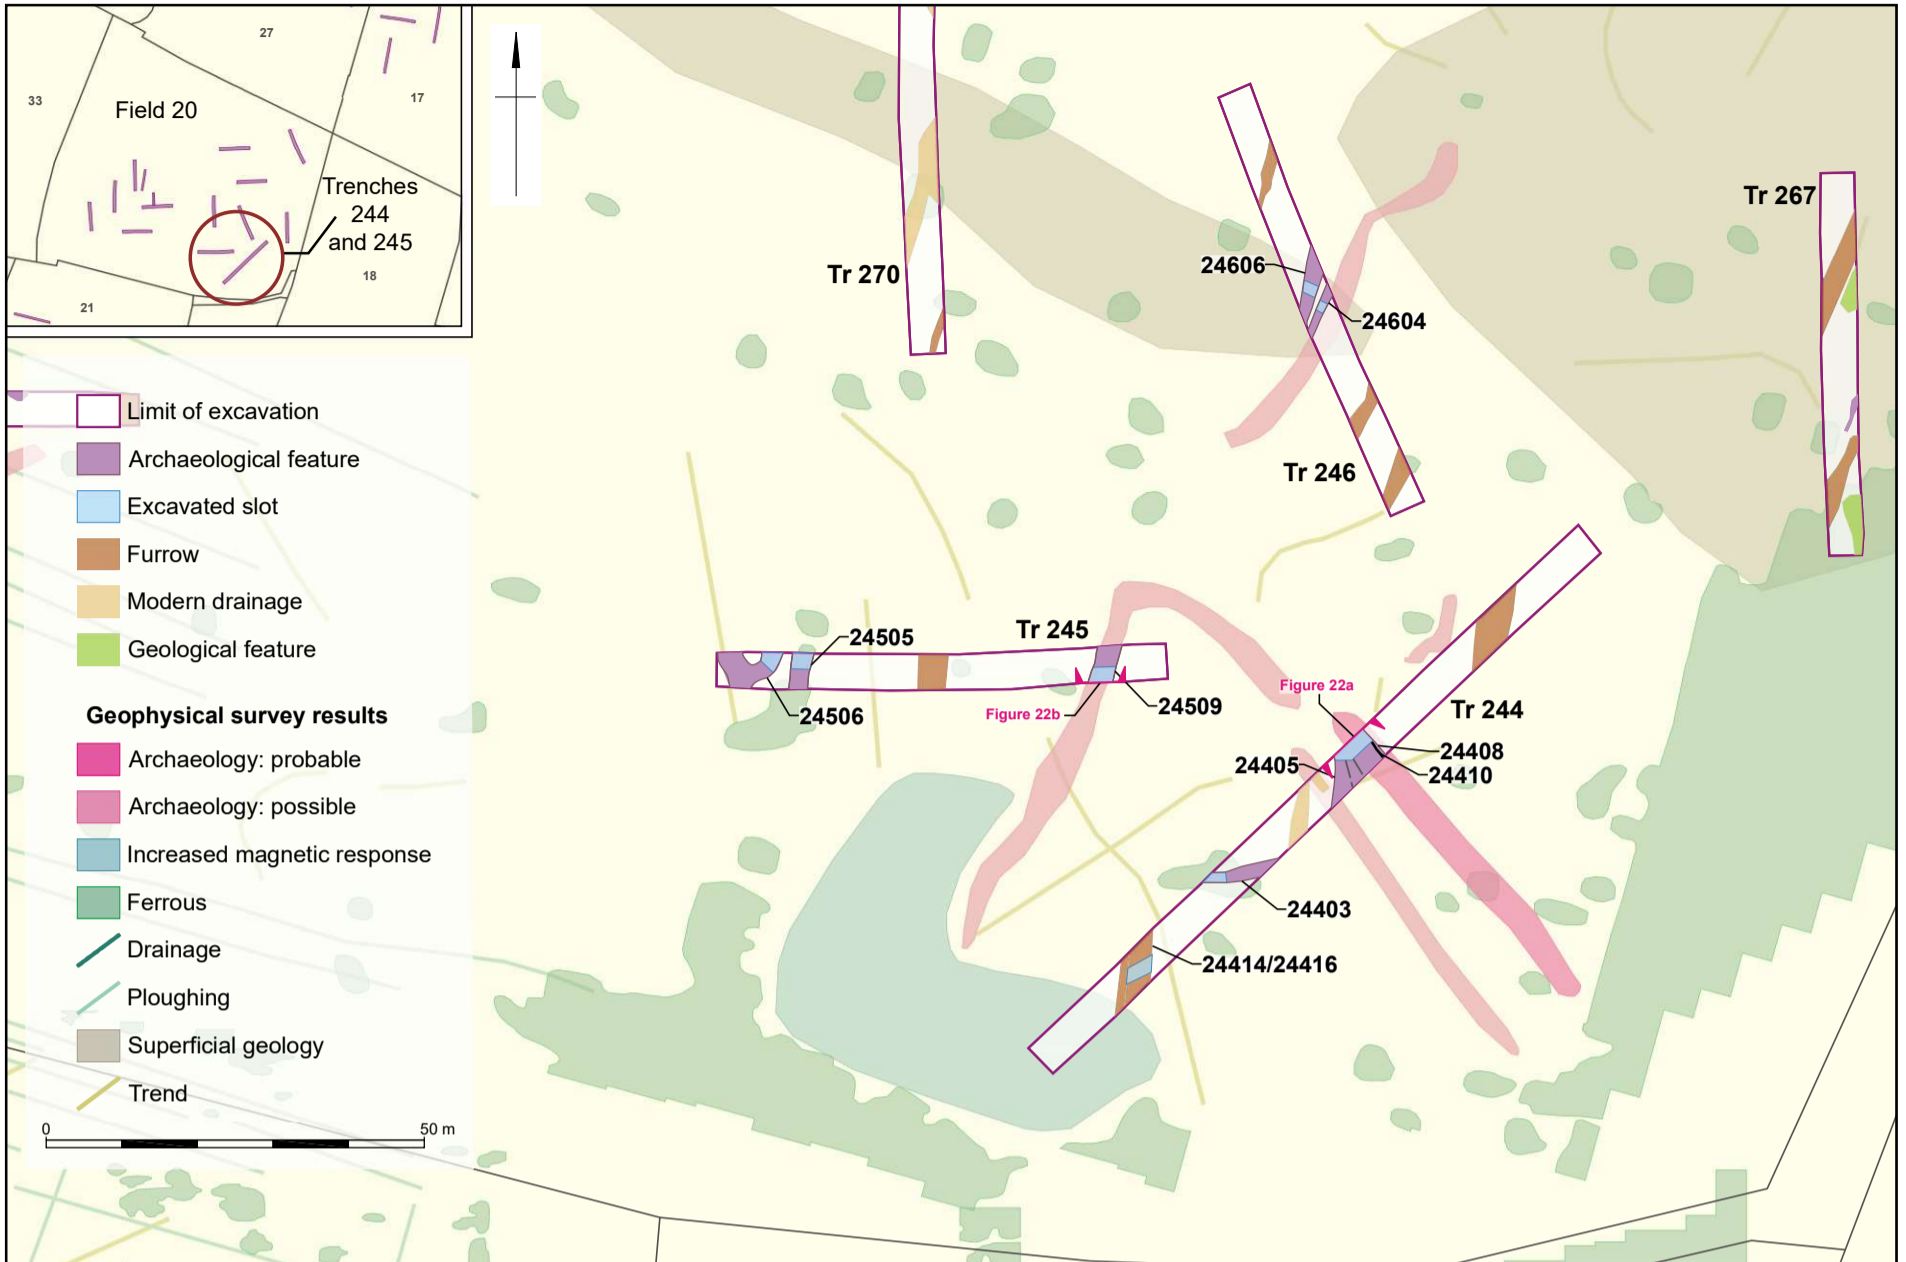 27
33
Field 20
17
Trenches
244
and 245
18
21
Limit of excavation
Archaeological feature
Excavated slot
Furrow
Modern drainage
Geological feature
Geophysical survey results
Archaeology: probable
Archaeology: possible
Increased magnetic response
Ferrous
Drainage
Ploughing
Superficial geology
Trend
0 50 m
Tr 270
24606
24604
Tr 246
Tr 267
Tr 245
24505
24506
24509
Figure 22b
Figure 22a
Tr 244
24405
24408
24410
24403
24414/24416